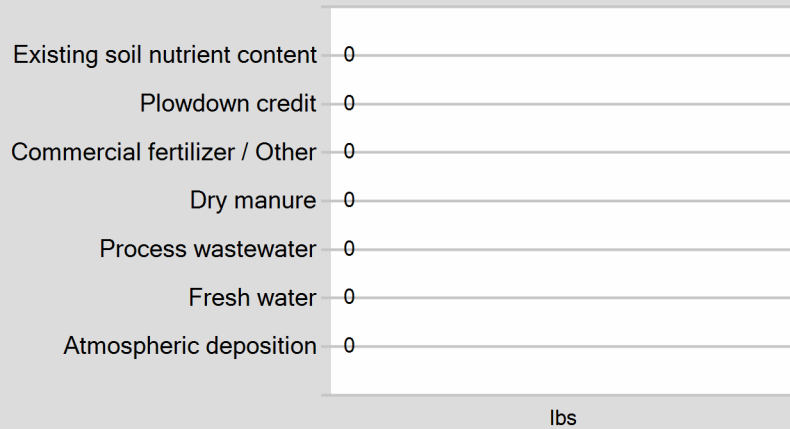 Existing soil nutrient content 0
Plowdown credit 0
Commercial fertilizer / Other 0
Dry manure 0
Process wastewater 0
Fresh water 0
Atmospheric deposition 0
lbs